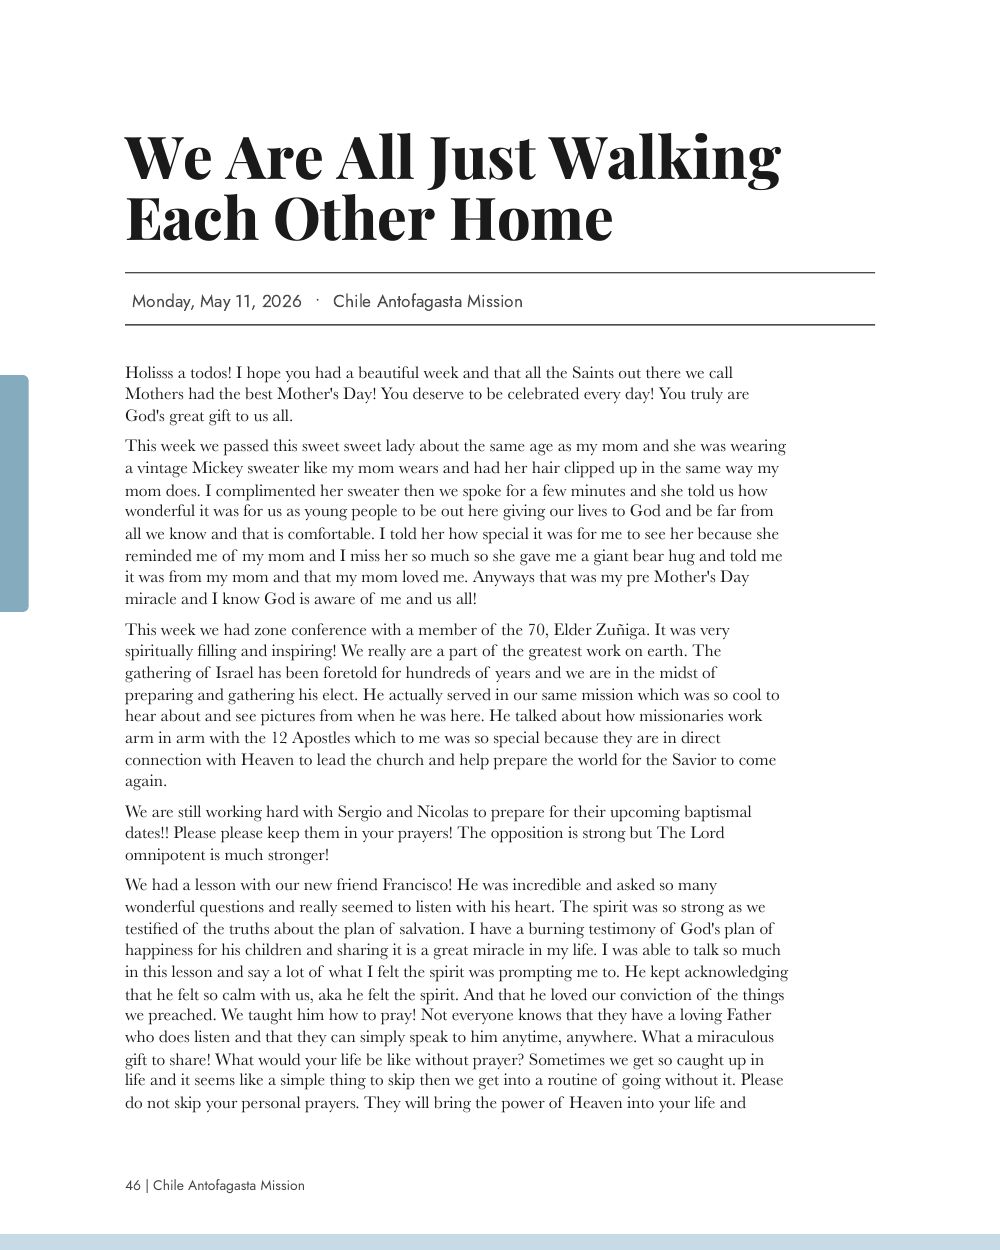 We Are All Just Walking
Each Other Home
Monday, May 11, 2026 · Chile Antofagasta Mission
Holisss a todos! I hope you had a beautiful week and that all the Saints out there we call
Mothers had the best Mother's Day! You deserve to be celebrated every day! You truly are
God's great gift to us all.
This week we passed this sweet sweet lady about the same age as my mom and she was wearing
a vintage Mickey sweater like my mom wears and had her hair clipped up in the same way my
mom does. I complimented her sweater then we spoke for a few minutes and she told us how
wonderful it was for us as young people to be out here giving our lives to God and be far from
all we know and that is comfortable. I told her how special it was for me to see her because she
reminded me of my mom and I miss her so much so she gave me a giant bear hug and told me
it was from my mom and that my mom loved me. Anyways that was my pre Mother's Day
miracle and I know God is aware of me and us all!
This week we had zone conference with a member of the 70, Elder Zuñiga. It was very
spiritually filling and inspiring! We really are a part of the greatest work on earth. The
gathering of Israel has been foretold for hundreds of years and we are in the midst of
preparing and gathering his elect. He actually served in our same mission which was so cool to
hear about and see pictures from when he was here. He talked about how missionaries work
arm in arm with the 12 Apostles which to me was so special because they are in direct
connection with Heaven to lead the church and help prepare the world for the Savior to come
again.
We are still working hard with Sergio and Nicolas to prepare for their upcoming baptismal
dates!! Please please keep them in your prayers! The opposition is strong but The Lord
omnipotent is much stronger!
We had a lesson with our new friend Francisco! He was incredible and asked so many
wonderful questions and really seemed to listen with his heart. The spirit was so strong as we
testified of the truths about the plan of salvation. I have a burning testimony of God's plan of
happiness for his children and sharing it is a great miracle in my life. I was able to talk so much
in this lesson and say a lot of what I felt the spirit was prompting me to. He kept acknowledging
that he felt so calm with us, aka he felt the spirit. And that he loved our conviction of the things
we preached. We taught him how to pray! Not everyone knows that they have a loving Father
who does listen and that they can simply speak to him anytime, anywhere. What a miraculous
gift to share! What would your life be like without prayer? Sometimes we get so caught up in
life and it seems like a simple thing to skip then we get into a routine of going without it. Please
do not skip your personal prayers. They will bring the power of Heaven into your life and
46 | Chile Antofagasta Mission